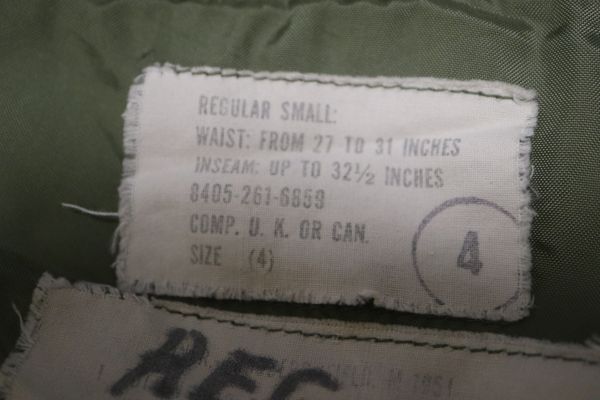 REGULAR SMALL:
WAIST: FROM 27 TO 31 INCHES
INSEAM: UP TO 32½ INCHES
8405-261-6859
COMP. U. K. OR CAN.
SIZE (4)
4
REG
M 1951